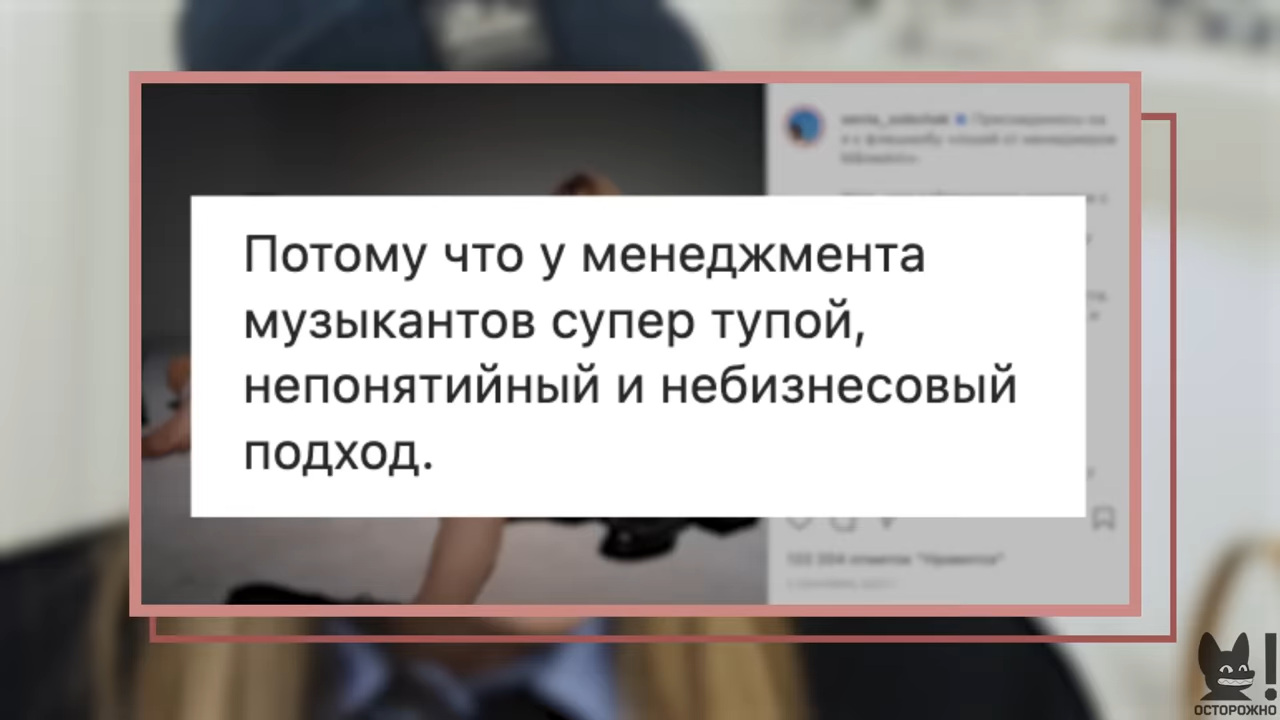 Потому что у менеджмента
музыкантов супер тупой,
непонятийный и небизнесовый
подход.
ОСТОРОЖНО